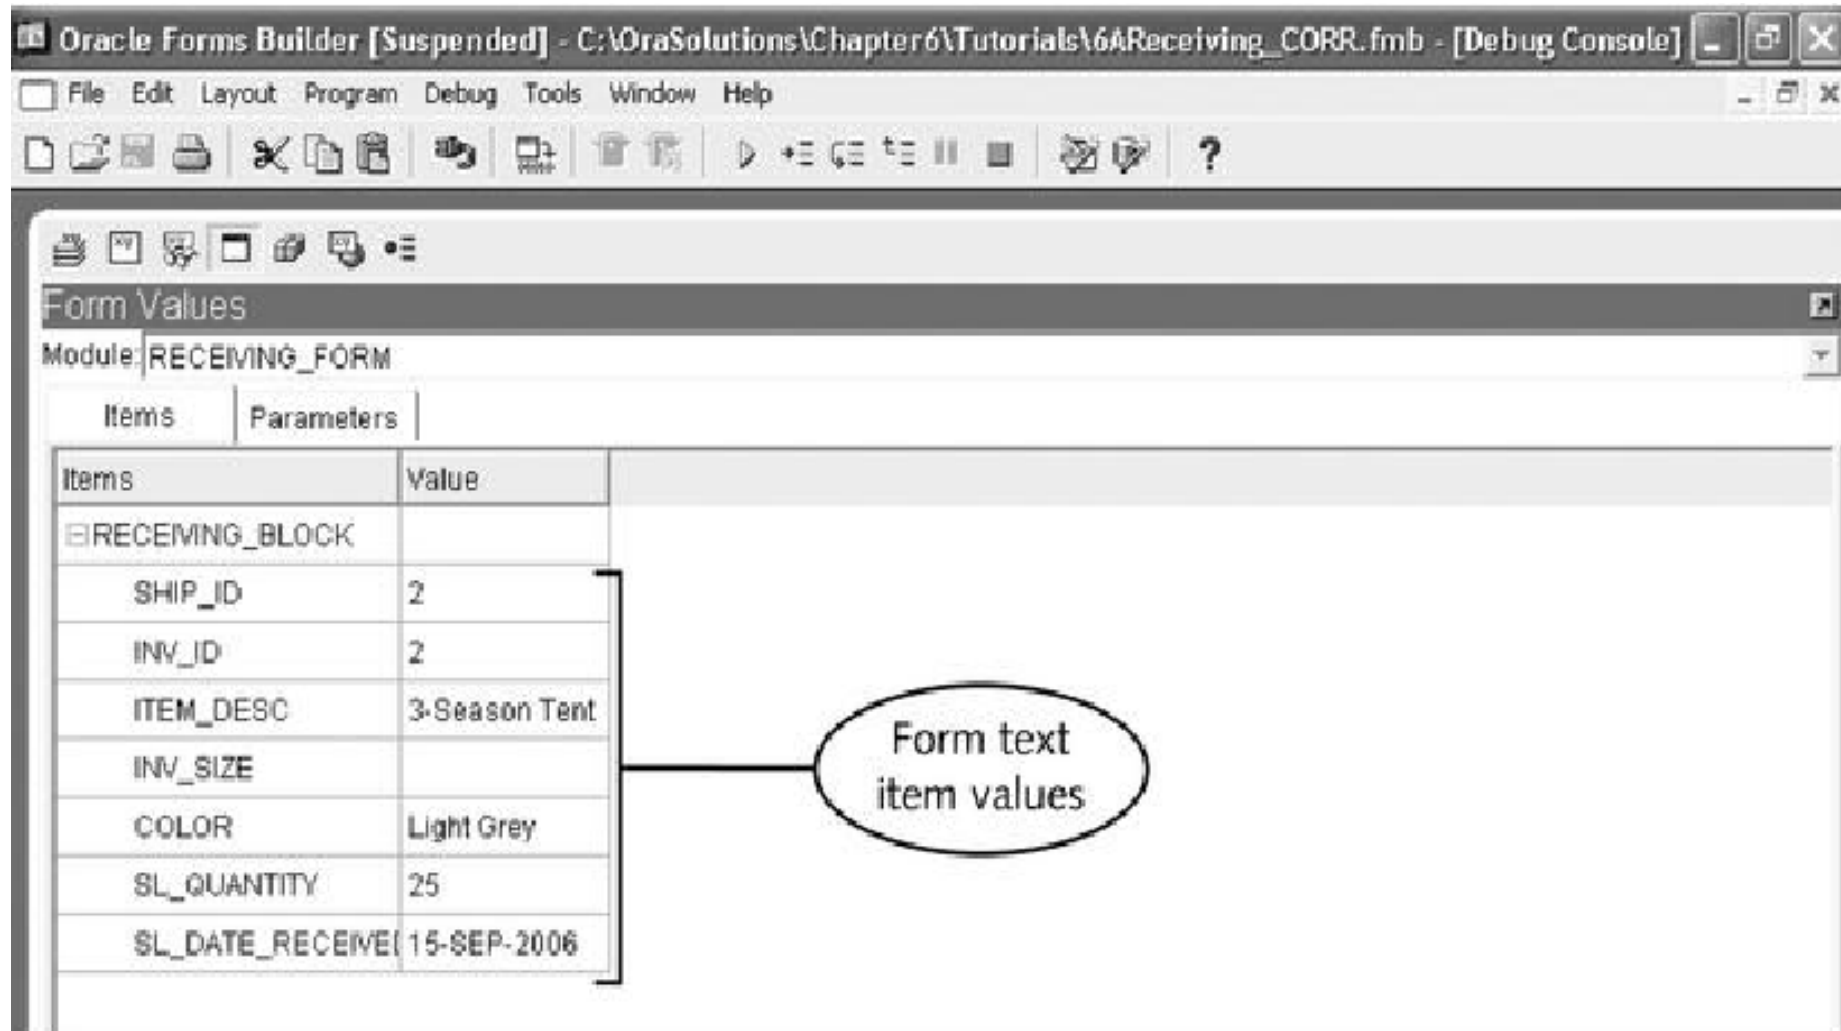 Oracle Forms Builder [Suspended] - C:\OraSolutions\Chapter6\Tutorials\6AReceiving_CORR.fmb - [Debug Console]
File Edit Layout Program Debug Tools Window Help
Form Values
Module: RECEIVING_FORM
Items Parameters
Items Value
RECEIVING_BLOCK
SHIP_ID 2
INV_ID 2
ITEM_DESC 3-Season Tent
INV_SIZE
COLOR Light Grey
SL_QUANTITY 25
SL_DATE_RECEIVE 15-SEP-2006
Form text
item values